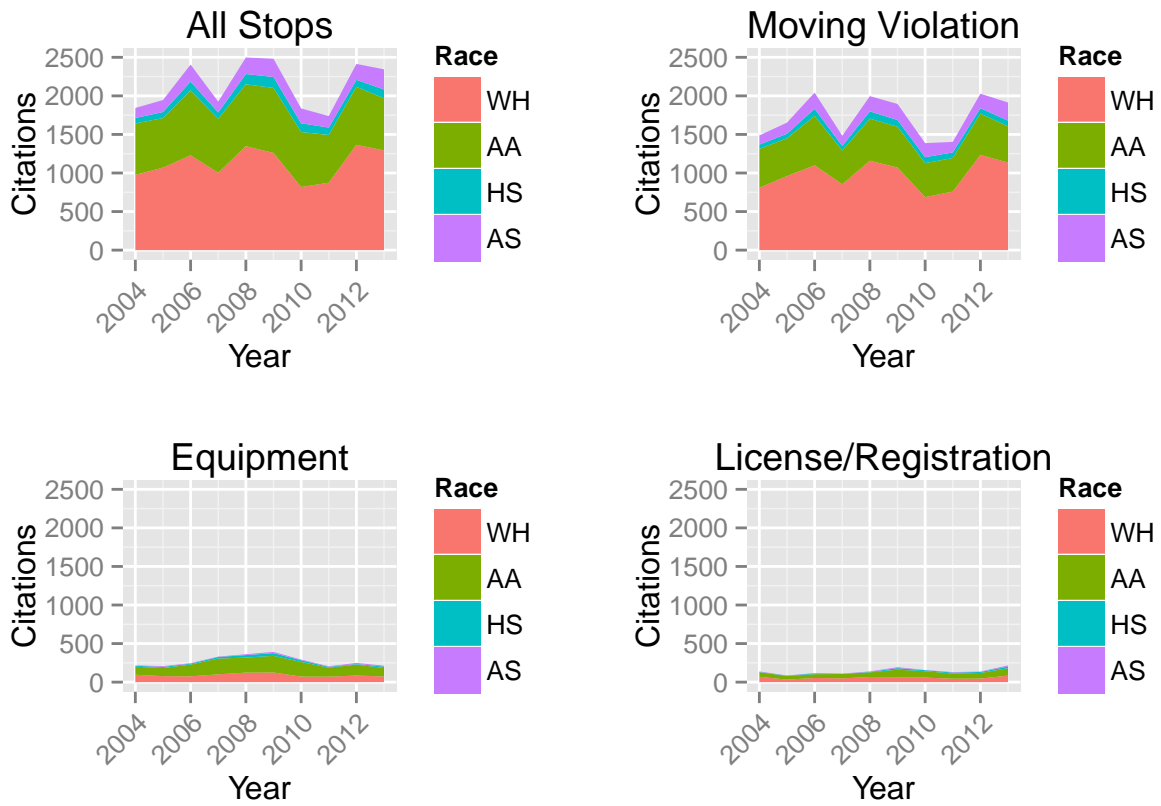 All Stops
Citations
2500
2000
1500
1000
500
0
2004
2006
2008
2010
2012
Year
Race
WH
AA
HS
AS
Moving Violation
Citations
2500
2000
1500
1000
500
0
2004
2006
2008
2010
2012
Year
Race
WH
AA
HS
AS
Equipment
Citations
2500
2000
1500
1000
500
0
2004
2006
2008
2010
2012
Year
Race
WH
AA
HS
AS
License/Registration
Citations
2500
2000
1500
1000
500
0
2004
2006
2008
2010
2012
Year
Race
WH
AA
HS
AS